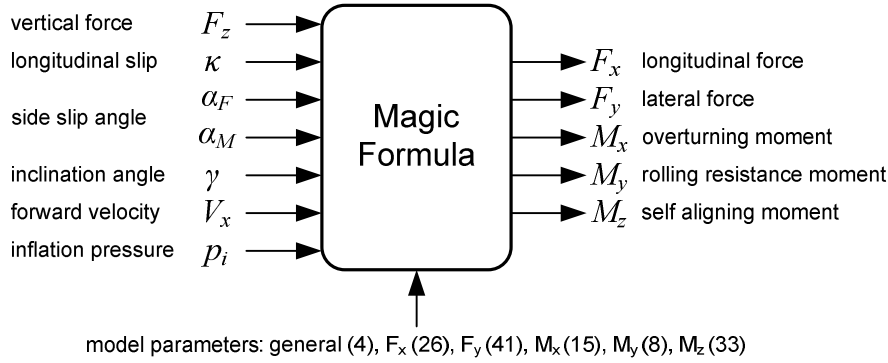 vertical force F_z
longitudinal slip κ
side slip angle α_F
α_M
inclination angle γ
forward velocity V_x
inflation pressure p_i
Magic
Formula
F_x longitudinal force
F_y lateral force
M_x overturning moment
M_y rolling resistance moment
M_z self aligning moment
model parameters: general (4), F_x (26), F_y (41), M_x (15), M_y (8), M_z (33)